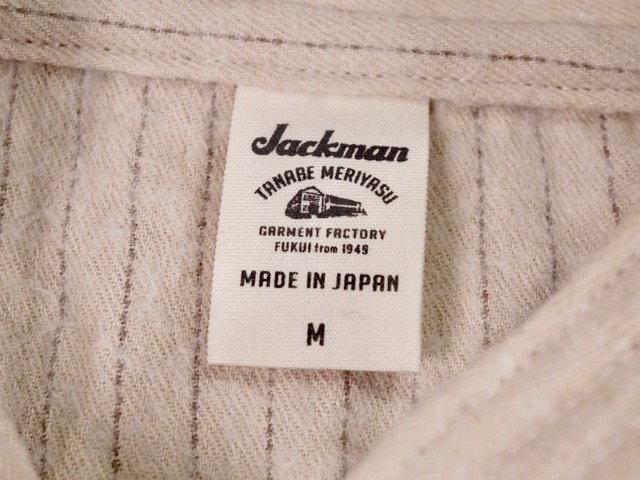 Jackman
TANABE MERIYASU
GARMENT FACTORY
FUKUI from 1949
MADE IN JAPAN
M